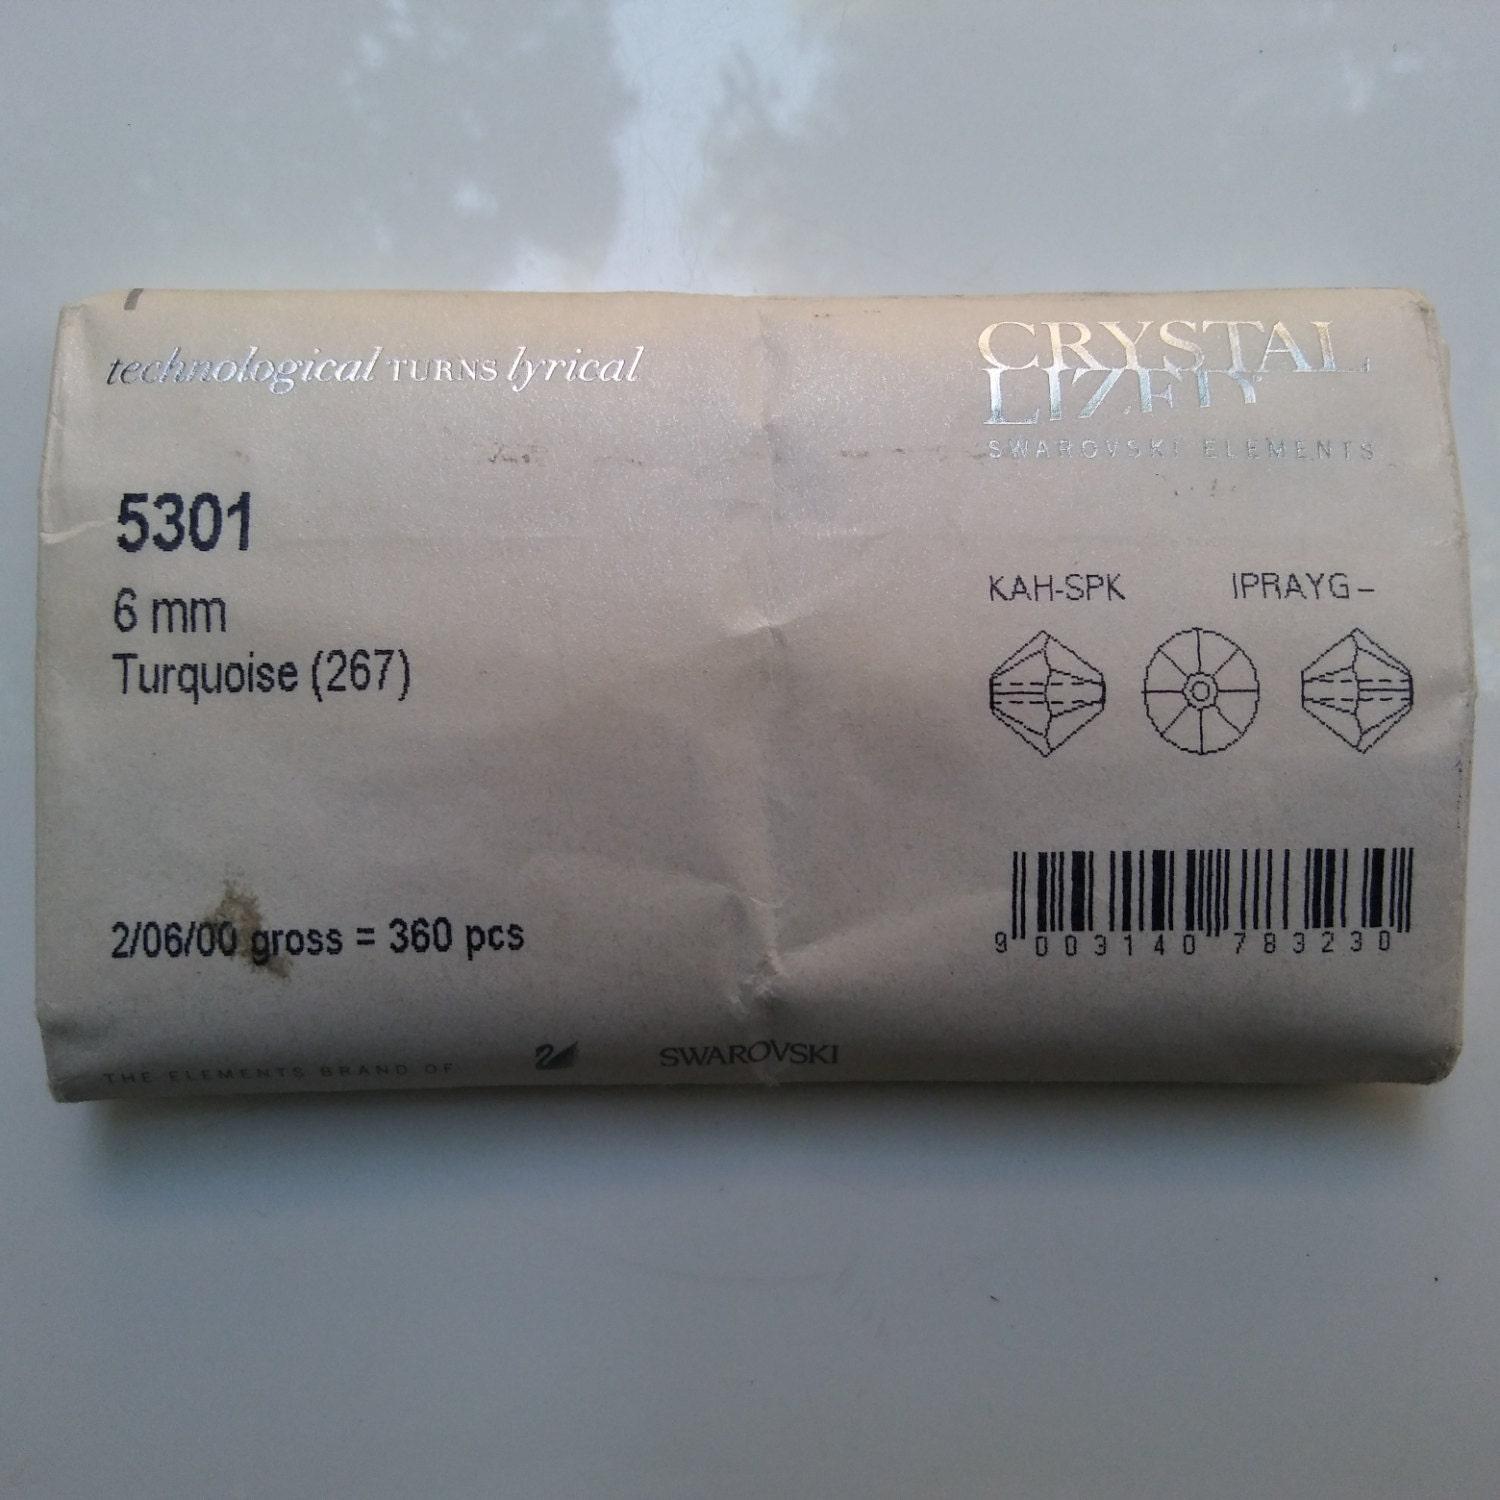 technological TURNS lyrical
CRYSTAL
LIZED
SWAROVSKI ELEMENTS
5301
6 mm
Turquoise (267)
KAH-SPK IPRAYG-
2/06/00 gross = 360 pcs
9 003140 783230
THE ELEMENTS BRAND OF SWAROVSKI